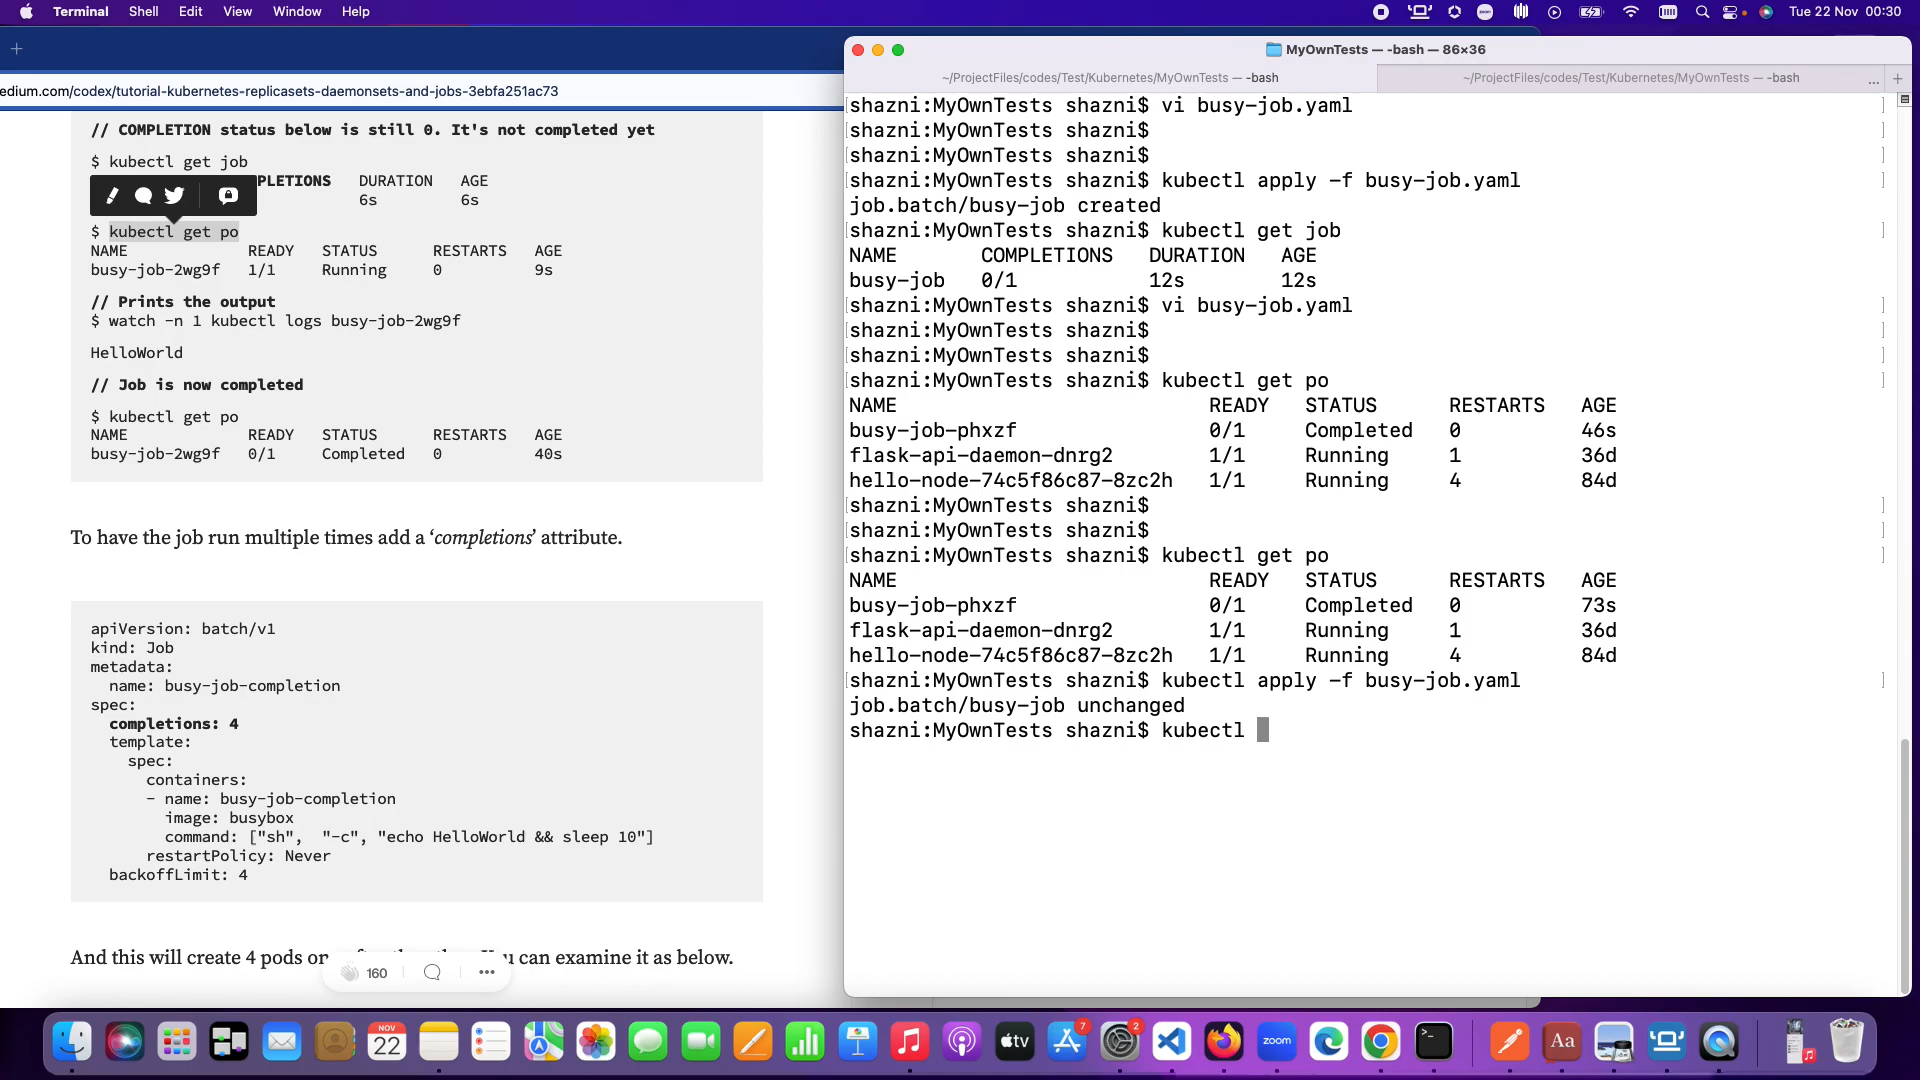 Terminal Shell Edit View Window Help
Tue 22 Nov 00:30
edium.com/codex/tutorial-kubernetes-replicasets-daemonsets-and-jobs-3ebfa251ac73
// COMPLETION status below is still 0. It's not completed yet
$ kubectl get job
PLETIONS DURATION AGE
6s 6s
$ kubectl get po
NAME READY STATUS RESTARTS AGE
busy-job-2wg9f 1/1 Running 0 9s
// Prints the output
$ watch -n 1 kubectl logs busy-job-2wg9f
HelloWorld
// Job is now completed
$ kubectl get po
NAME READY STATUS RESTARTS AGE
busy-job-2wg9f 0/1 Completed 0 40s
To have the job run multiple times add a ‘completions’ attribute.
apiVersion: batch/v1
kind: Job
metadata:
name: busy-job-completion
spec:
completions: 4
template:
spec:
containers:
- name: busy-job-completion
image: busybox
command: ["sh", "-c", "echo HelloWorld && sleep 10"]
restartPolicy: Never
backoffLimit: 4
And this will create 4 pods can examine it as below.
160
MyOwnTests — -bash — 86×36
~/ProjectFiles/codes/Test/Kubernetes/MyOwnTests — -bash
~/ProjectFiles/codes/Test/Kubernetes/MyOwnTests — -bash ...
shazni:MyOwnTests shazni$ vi busy-job.yaml
shazni:MyOwnTests shazni$
shazni:MyOwnTests shazni$
shazni:MyOwnTests shazni$ kubectl apply -f busy-job.yaml
job.batch/busy-job created
shazni:MyOwnTests shazni$ kubectl get job
NAME COMPLETIONS DURATION AGE
busy-job 0/1 12s 12s
shazni:MyOwnTests shazni$ vi busy-job.yaml
shazni:MyOwnTests shazni$
shazni:MyOwnTests shazni$
shazni:MyOwnTests shazni$ kubectl get po
NAME READY STATUS RESTARTS AGE
busy-job-phxzf 0/1 Completed 0 46s
flask-api-daemon-dnrg2 1/1 Running 1 36d
hello-node-74c5f86c87-8zc2h 1/1 Running 4 84d
shazni:MyOwnTests shazni$
shazni:MyOwnTests shazni$
shazni:MyOwnTests shazni$ kubectl get po
NAME READY STATUS RESTARTS AGE
busy-job-phxzf 0/1 Completed 0 73s
flask-api-daemon-dnrg2 1/1 Running 1 36d
hello-node-74c5f86c87-8zc2h 1/1 Running 4 84d
shazni:MyOwnTests shazni$ kubectl apply -f busy-job.yaml
job.batch/busy-job unchanged
shazni:MyOwnTests shazni$ kubectl
NOV
22
tv
7
2
zoom
Aa